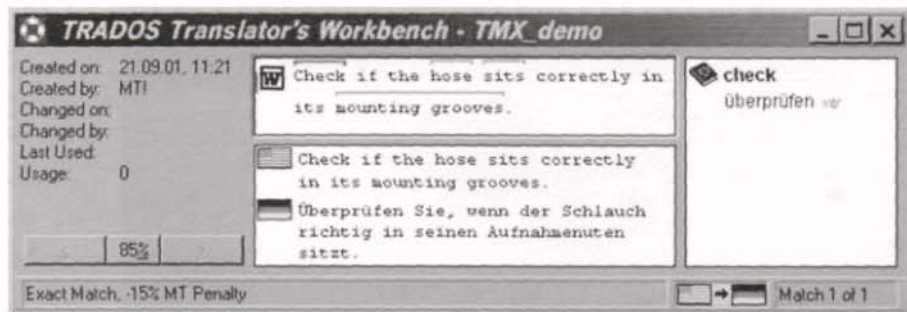 TRADOS Translator's Workbench - TMX_demo
Created on: 21.09.01, 11:21
Created by: MT!
Changed on:
Changed by:
Last Used:
Usage: 0
85%
Check if the hose sits correctly in
its mounting grooves.
Check if the hose sits correctly
in its mounting grooves.
Überprüfen Sie, wenn der Schlauch
richtig in seinen Aufnahmenuten
sitzt.
check
überprüfen
Exact Match, -15% MT Penalty
Match 1 of 1